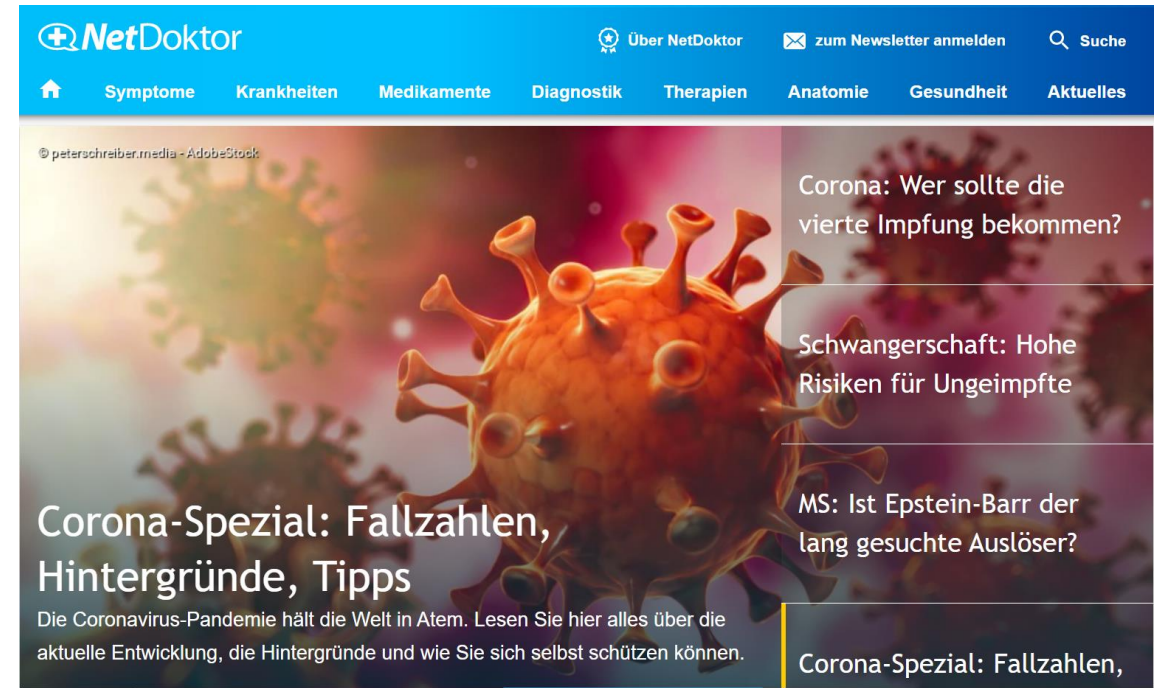 NetDoktor
Über NetDoktor
zum Newsletter anmelden
Suche
Symptome
Krankheiten
Medikamente
Diagnostik
Therapien
Anatomie
Gesundheit
Aktuelles
© peterschreiber.media - AdobeStock
Corona-Spezial: Fallzahlen,
Hintergründe, Tipps
Die Coronavirus-Pandemie hält die Welt in Atem. Lesen Sie hier alles über die
aktuelle Entwicklung, die Hintergründe und wie Sie sich selbst schützen können.
Corona: Wer sollte die
vierte Impfung bekommen?
Schwangerschaft: Hohe
Risiken für Ungeimpfte
MS: Ist Epstein-Barr der
lang gesuchte Auslöser?
Corona-Spezial: Fallzahlen,